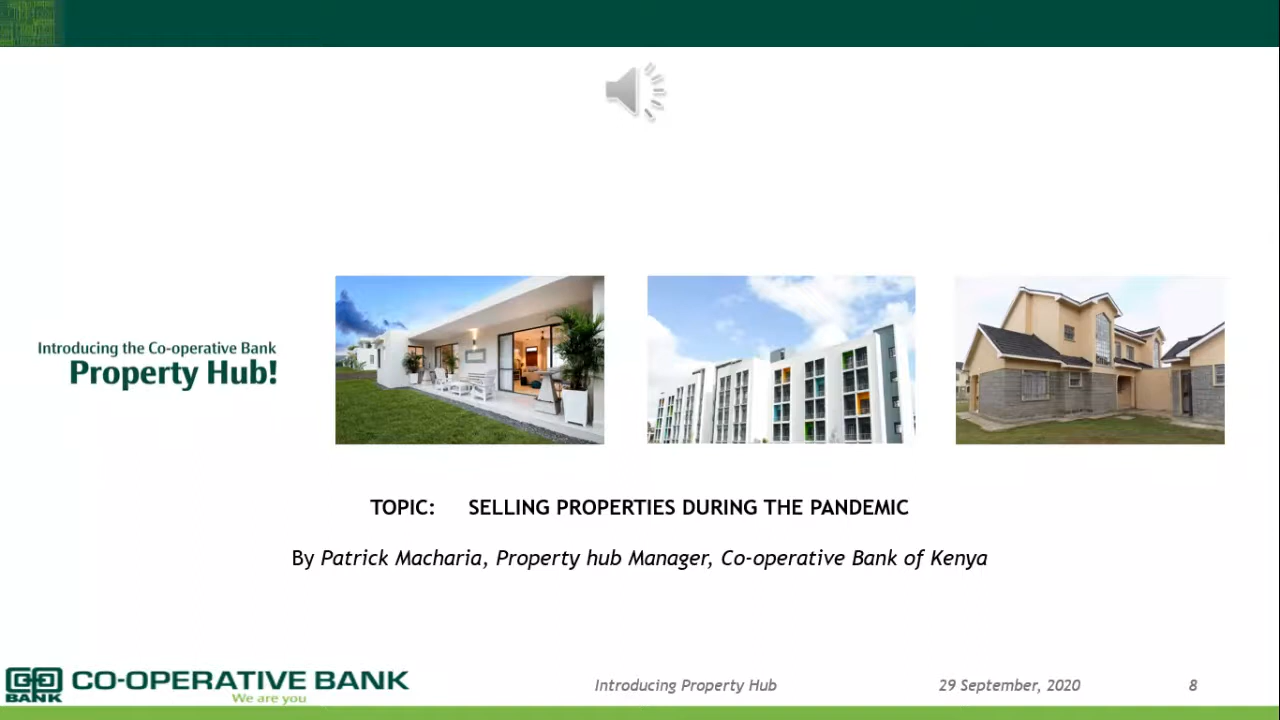 Introducing the Co-operative Bank
Property Hub!
TOPIC: SELLING PROPERTIES DURING THE PANDEMIC
By Patrick Macharia, Property hub Manager, Co-operative Bank of Kenya
BANK
CO-OPERATIVE BANK
We are you
Introducing Property Hub
29 September, 2020
8